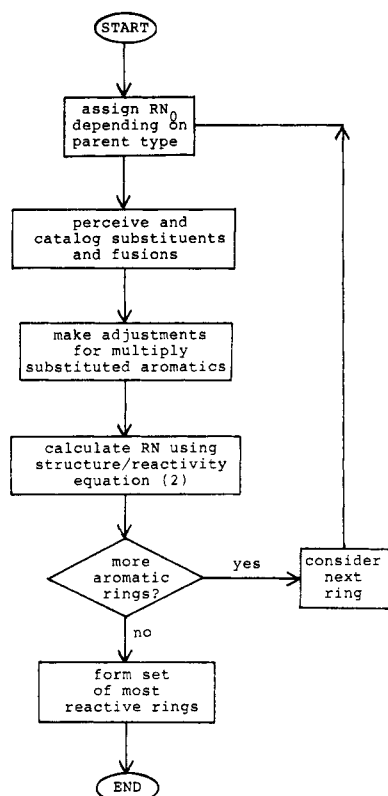 START
assign RN0
depending on
parent type
perceive and
catalog substituents
and fusions
make adjustments
for multiply
substituted aromatics
calculate RN using
structure/reactivity
equation (2)
more
aromatic
rings?
yes
consider
next
ring
no
form set
of most
reactive rings
END